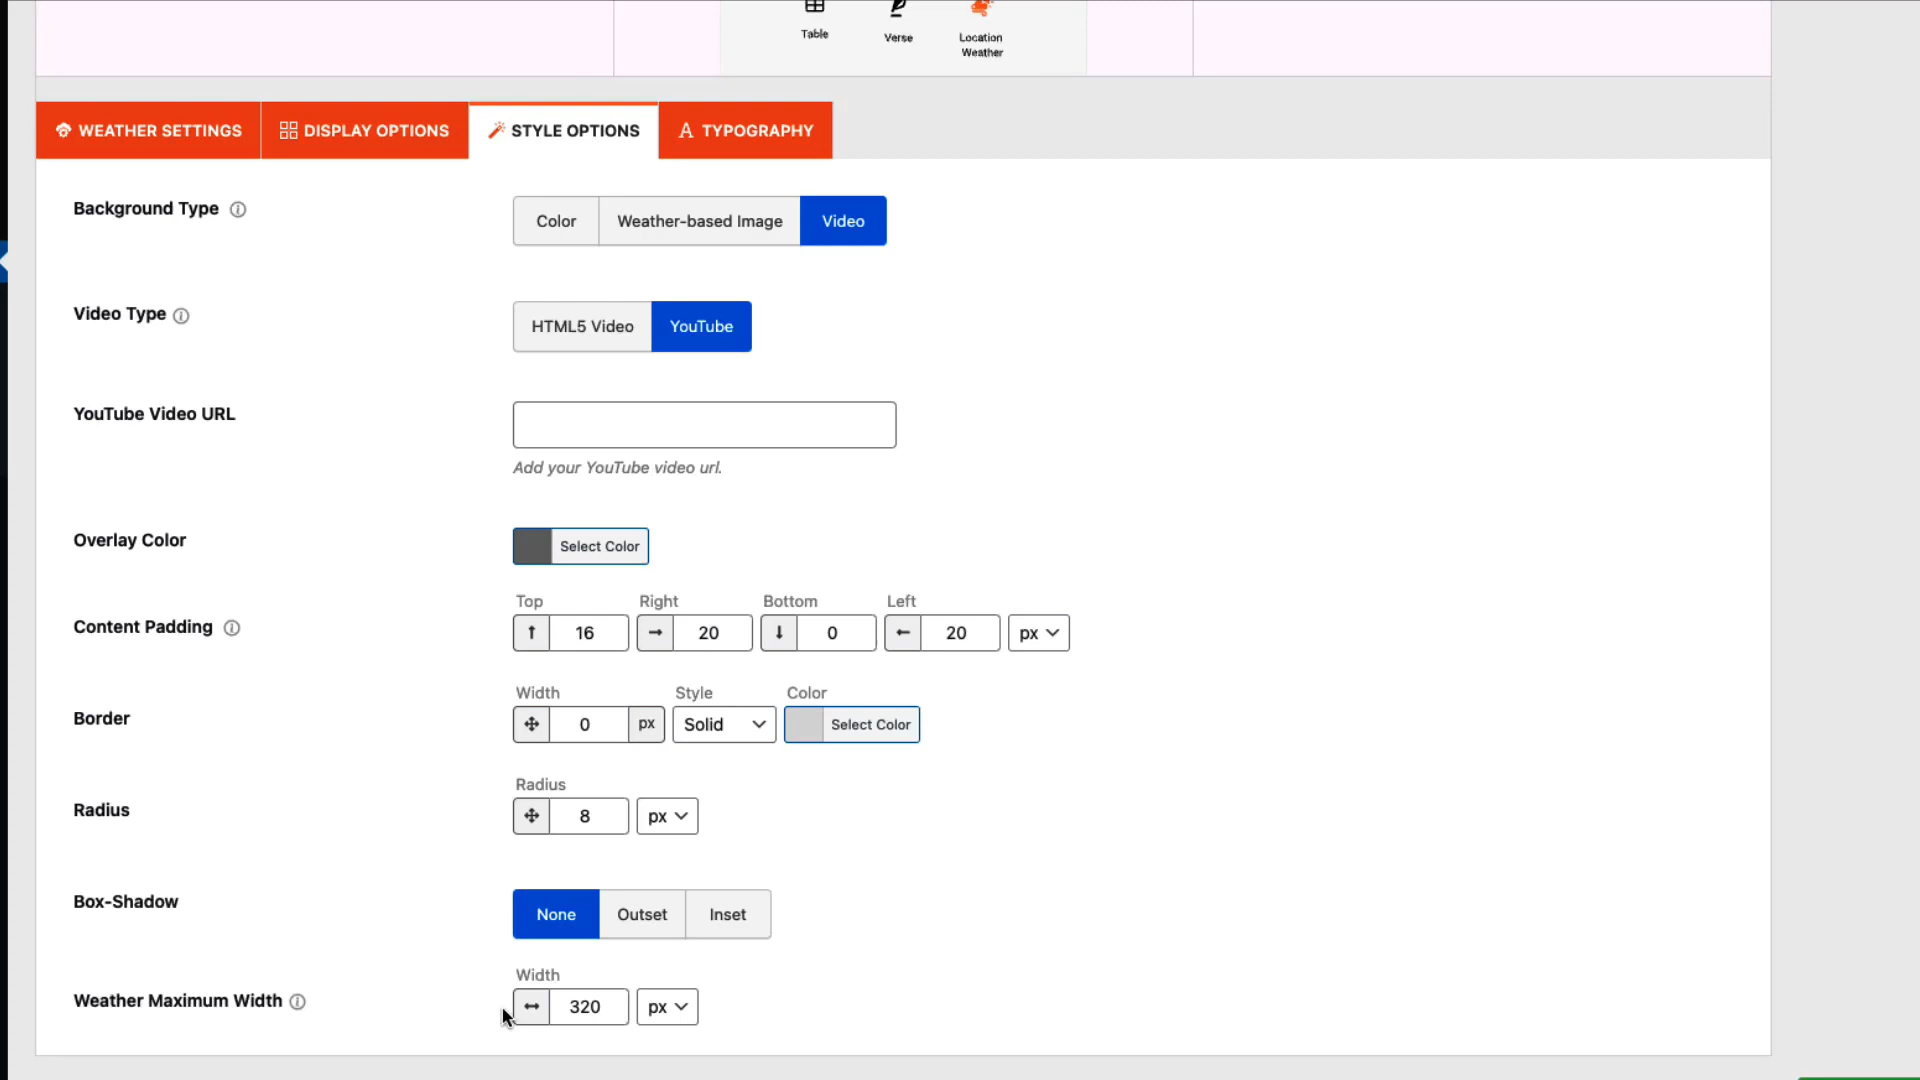 Table
Verse
Location
Weather
WEATHER SETTINGS
DISPLAY OPTIONS
STYLE OPTIONS
TYPOGRAPHY
Background Type
Color
Weather-based Image
Video
Video Type
HTML5 Video
YouTube
YouTube Video URL
Add your YouTube video url.
Overlay Color
Select Color
Top Right Bottom Left
Content Padding
16 20 0 20 px
Width Style Color
Border
0 px Solid Select Color
Radius
Radius
8 px
Box-Shadow
None Outset Inset
Width
Weather Maximum Width
320 px